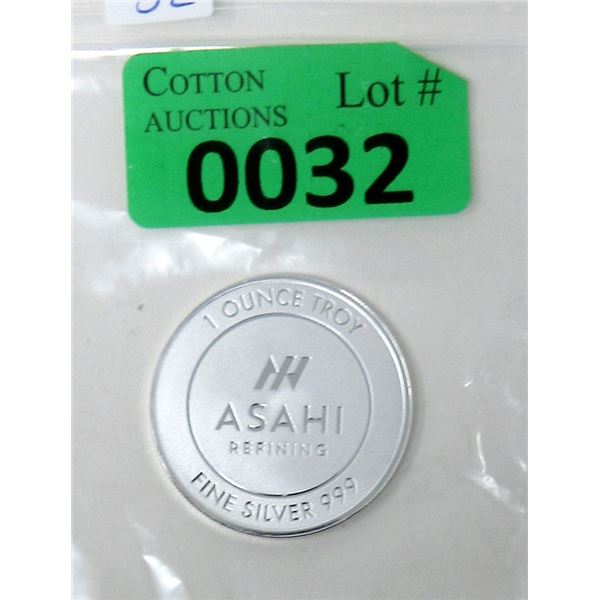 COTTON
AUCTIONS
Lot #
0032
1 OUNCE TROY
ASAHI
REFINING
FINE SILVER 999